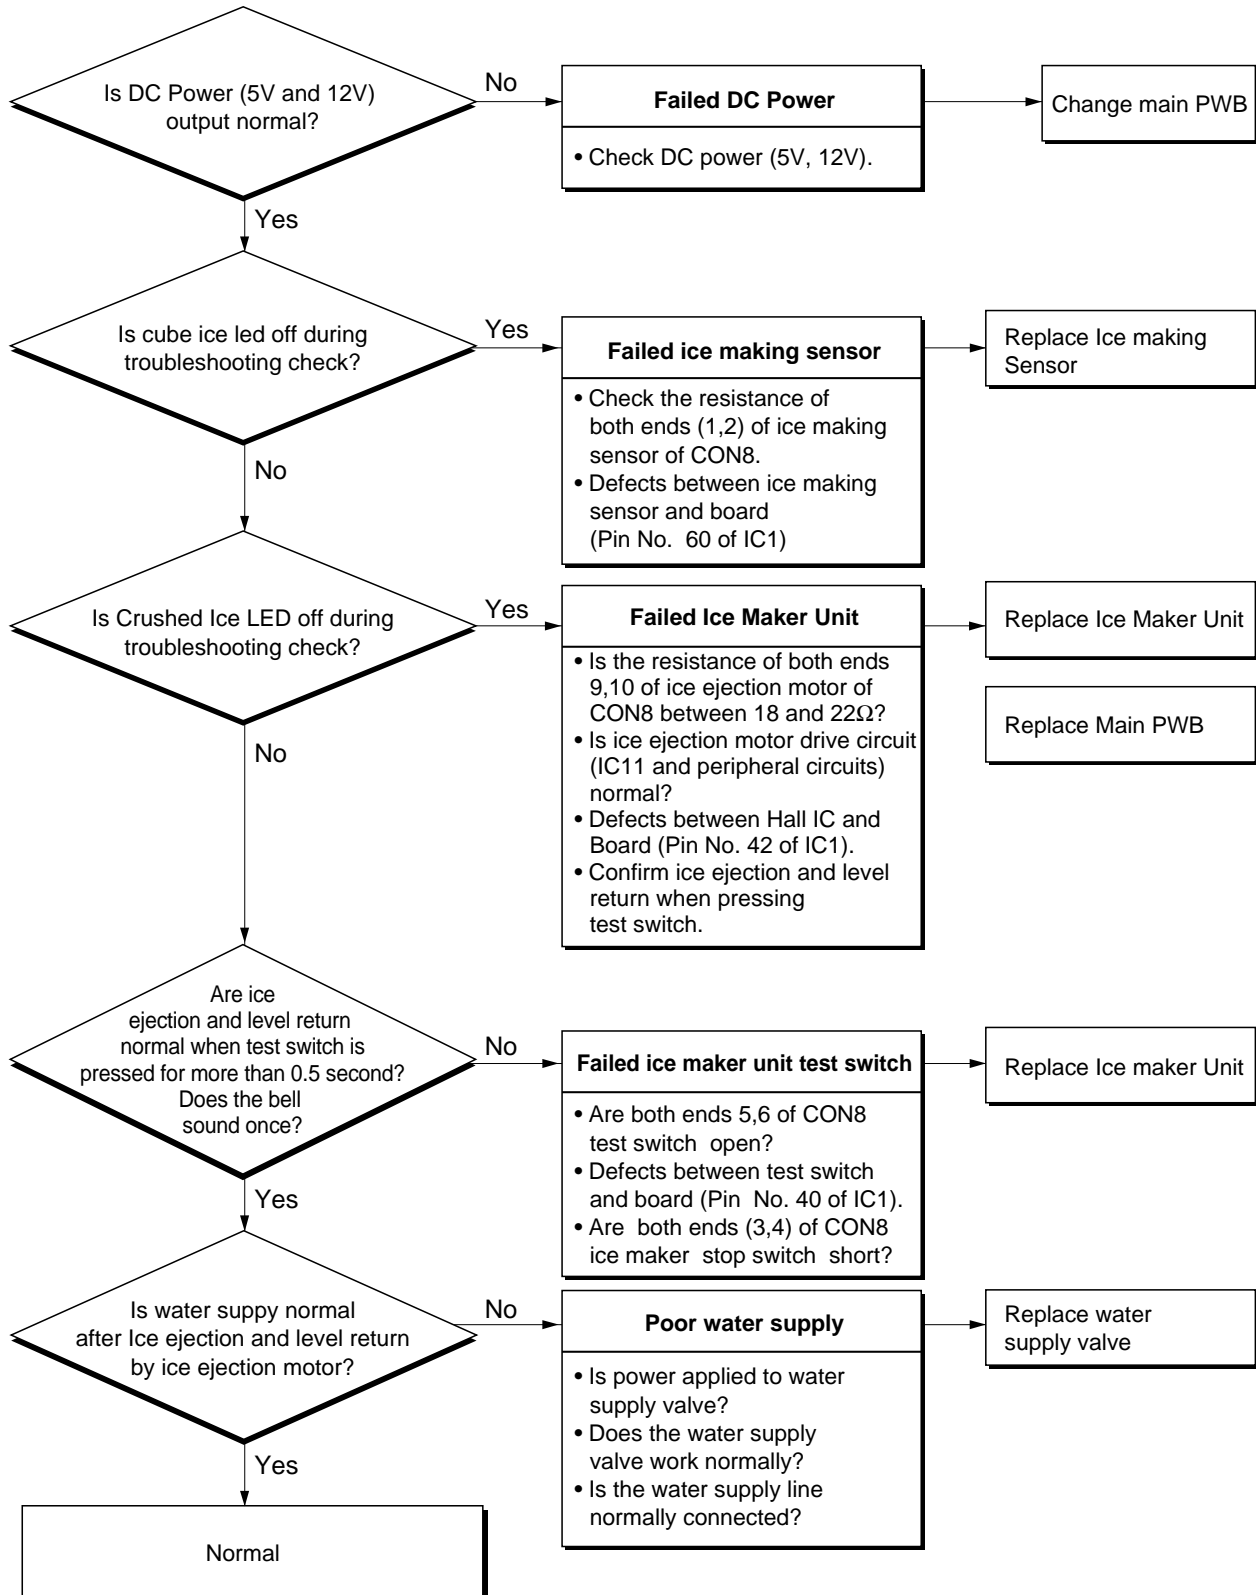 Is DC Power (5V and 12V)
output normal?
No
Failed DC Power
• Check DC power (5V, 12V).
Change main PWB
Yes
Is cube ice led off during
troubleshooting check?
Yes
Failed ice making sensor
• Check the resistance of
both ends (1,2) of ice making
sensor of CON8.
• Defects between ice making
sensor and board
(Pin No. 60 of IC1)
Replace Ice making
Sensor
No
Is Crushed Ice LED off during
troubleshooting check?
Yes
Failed Ice Maker Unit
• Is the resistance of both ends
9,10 of ice ejection motor of
CON8 between 18 and 22Ω?
• Is ice ejection motor drive circuit
(IC11 and peripheral circuits)
normal?
• Defects between Hall IC and
Board (Pin No. 42 of IC1).
• Confirm ice ejection and level
return when pressing
test switch.
Replace Ice Maker Unit
Replace Main PWB
No
Are ice
ejection and level return
normal when test switch is
pressed for more than 0.5 second?
Does the bell
sound once?
No
Failed ice maker unit test switch
• Are both ends 5,6 of CON8
test switch open?
• Defects between test switch
and board (Pin No. 40 of IC1).
• Are both ends (3,4) of CON8
ice maker stop switch short?
Replace Ice maker Unit
Yes
Is water suppy normal
after Ice ejection and level return
by ice ejection motor?
No
Poor water supply
• Is power applied to water
supply valve?
• Does the water supply
valve work normally?
• Is the water supply line
normally connected?
Replace water
supply valve
Yes
Normal